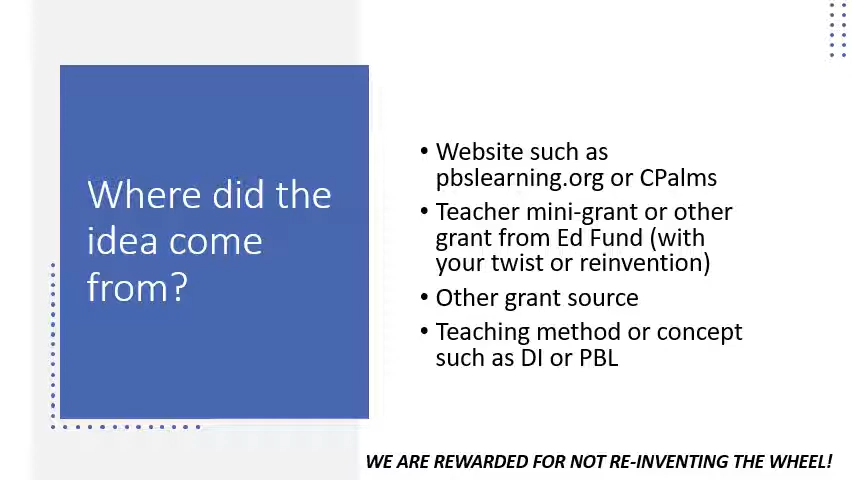 Where did the
idea come
from?
• Website such as
pbslearning.org or CPalms
• Teacher mini-grant or other
grant from Ed Fund (with
your twist or reinvention)
• Other grant source
• Teaching method or concept
such as DI or PBL
WE ARE REWARDED FOR NOT RE-INVENTING THE WHEEL!